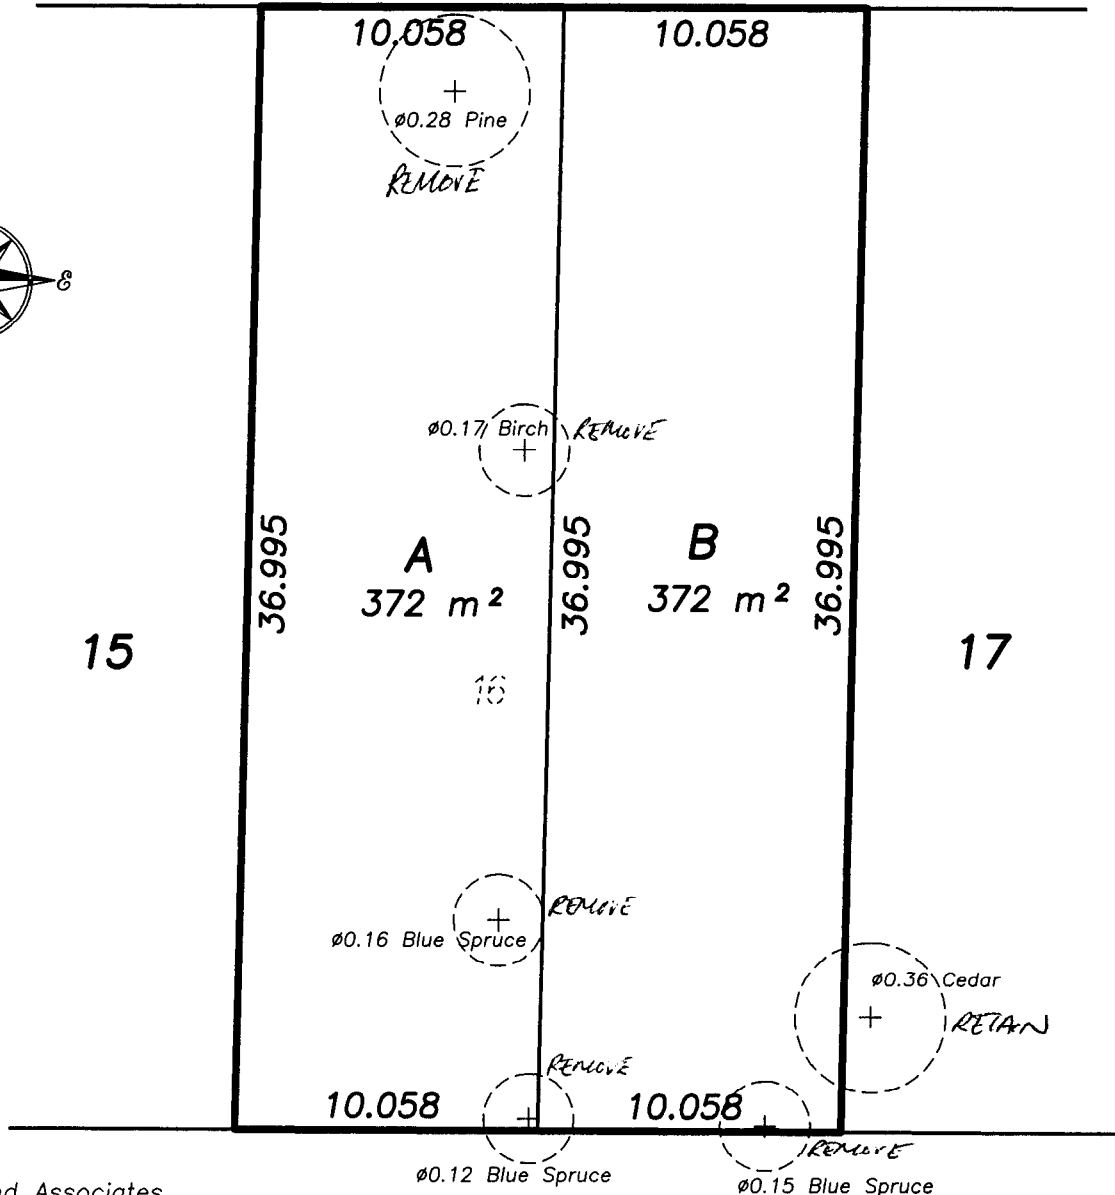 10.058
10.058
ø0.28 Pine
REMOVE
E
ø0.17 Birch
REMOVE
36.995
A
372 m²
36.995
B
372 m²
36.995
15
16
17
REMOVE
ø0.16 Blue Spruce
ø0.36 Cedar
RETAIN
REMOVE
10.058
10.058
REMOVE
ø0.12 Blue Spruce
ø0.15 Blue Spruce
Associates